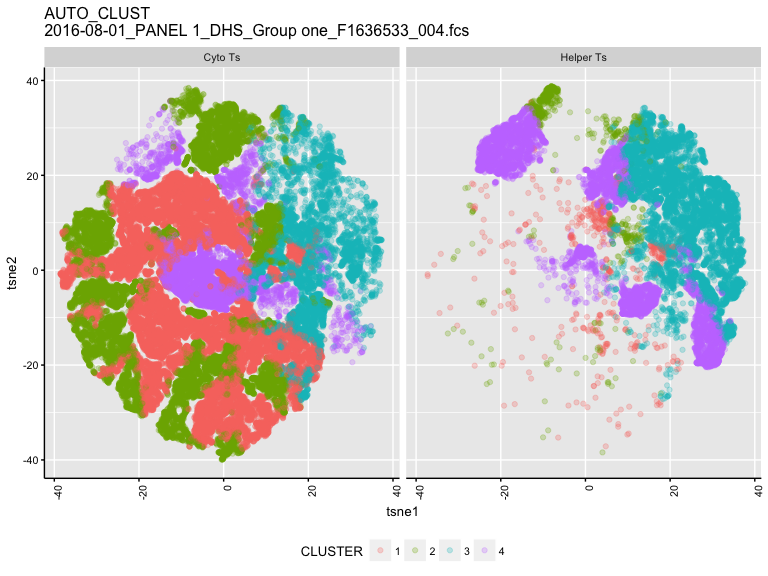 AUTO_CLUST
2016-08-01_PANEL 1_DHS_Group one_F1636533_004.fcs
Cyto Ts Helper Ts
40
20
0
-20
-40
tsne2
-40 -20 0 20 40 -40 -20 0 20 40
tsne1
CLUSTER 1 2 3 4